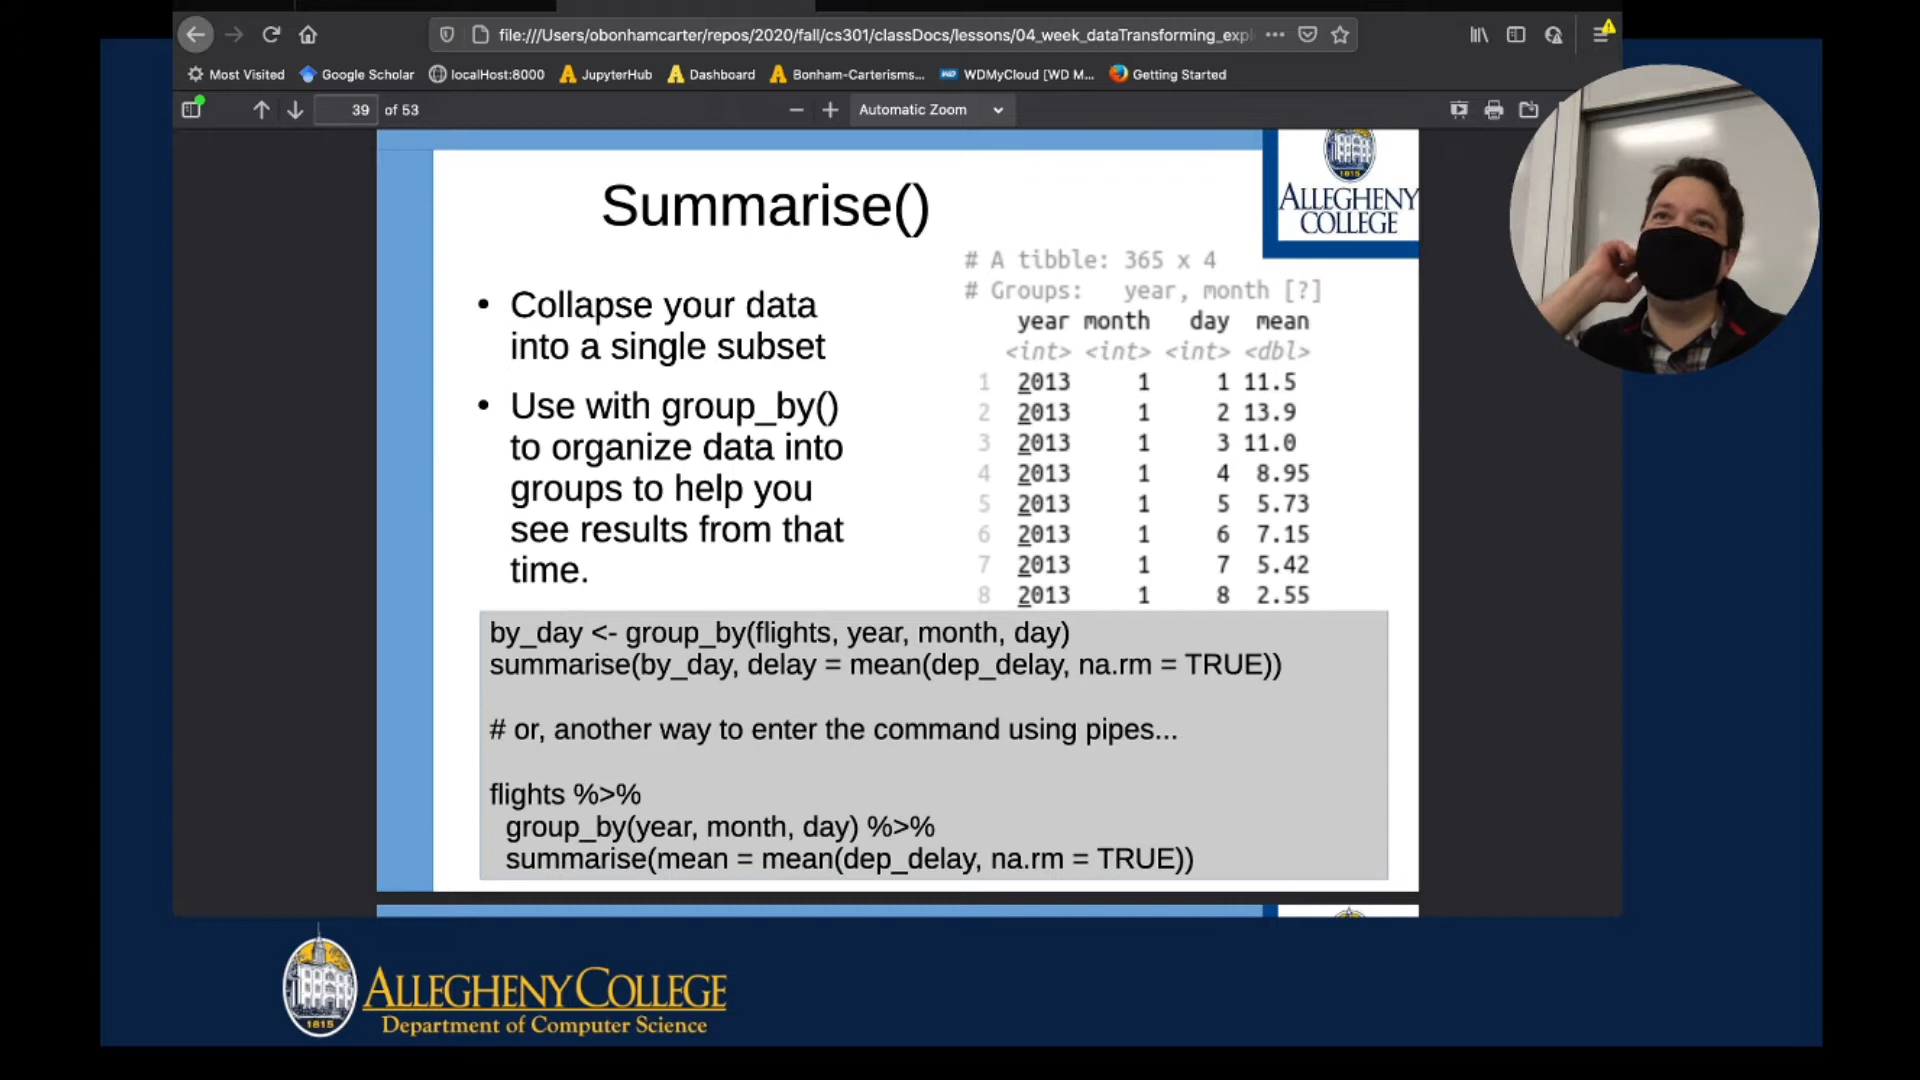 file:///Users/obonhamcarter/repos/2020/fall/cs301/classDocs/lessons/04_week_dataTransforming_expl
Most Visited Google Scholar localHost:8000 JupyterHub Dashboard Bonham-Carterisms... WDMyCloud [WD M... Getting Started
39 of 53 Automatic Zoom
1815
ALLEGHENY
COLLEGE
Summarise()
• Collapse your data
into a single subset
• Use with group_by()
to organize data into
groups to help you
see results from that
time.
# A tibble: 365 x 4
# Groups: year, month [?]
year month day mean
<int> <int> <int> <dbl>
1 2013 1 1 11.5
2 2013 1 2 13.9
3 2013 1 3 11.0
4 2013 1 4 8.95
5 2013 1 5 5.73
6 2013 1 6 7.15
7 2013 1 7 5.42
8 2013 1 8 2.55
by_day <- group_by(flights, year, month, day)
summarise(by_day, delay = mean(dep_delay, na.rm = TRUE))
# or, another way to enter the command using pipes...
flights %>%
group_by(year, month, day) %>%
summarise(mean = mean(dep_delay, na.rm = TRUE))
1815
ALLEGHENY COLLEGE
Department of Computer Science